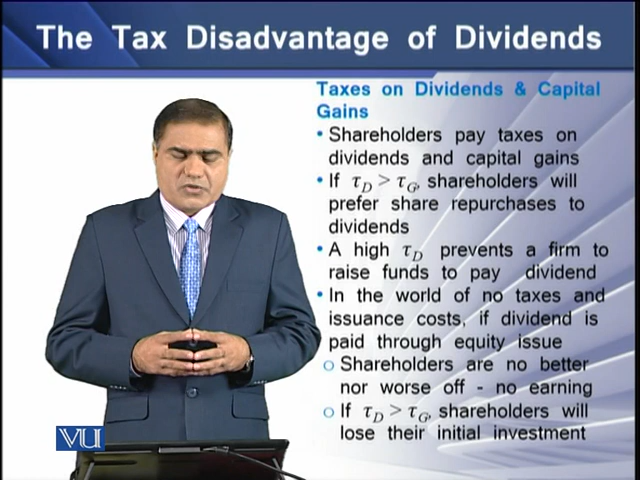 The Tax Disadvantage of Dividends
Taxes on Dividends & Capital
Gains
• Shareholders pay taxes on
dividends and capital gains
• If τD > τG, shareholders will
prefer share repurchases to
dividends
• A high τD prevents a firm to
raise funds to pay dividend
• In the world of no taxes and
issuance costs, if dividend is
paid through equity issue
o Shareholders are no better
nor worse off - no earning
o If τD > τG, shareholders will
lose their initial investment
VU